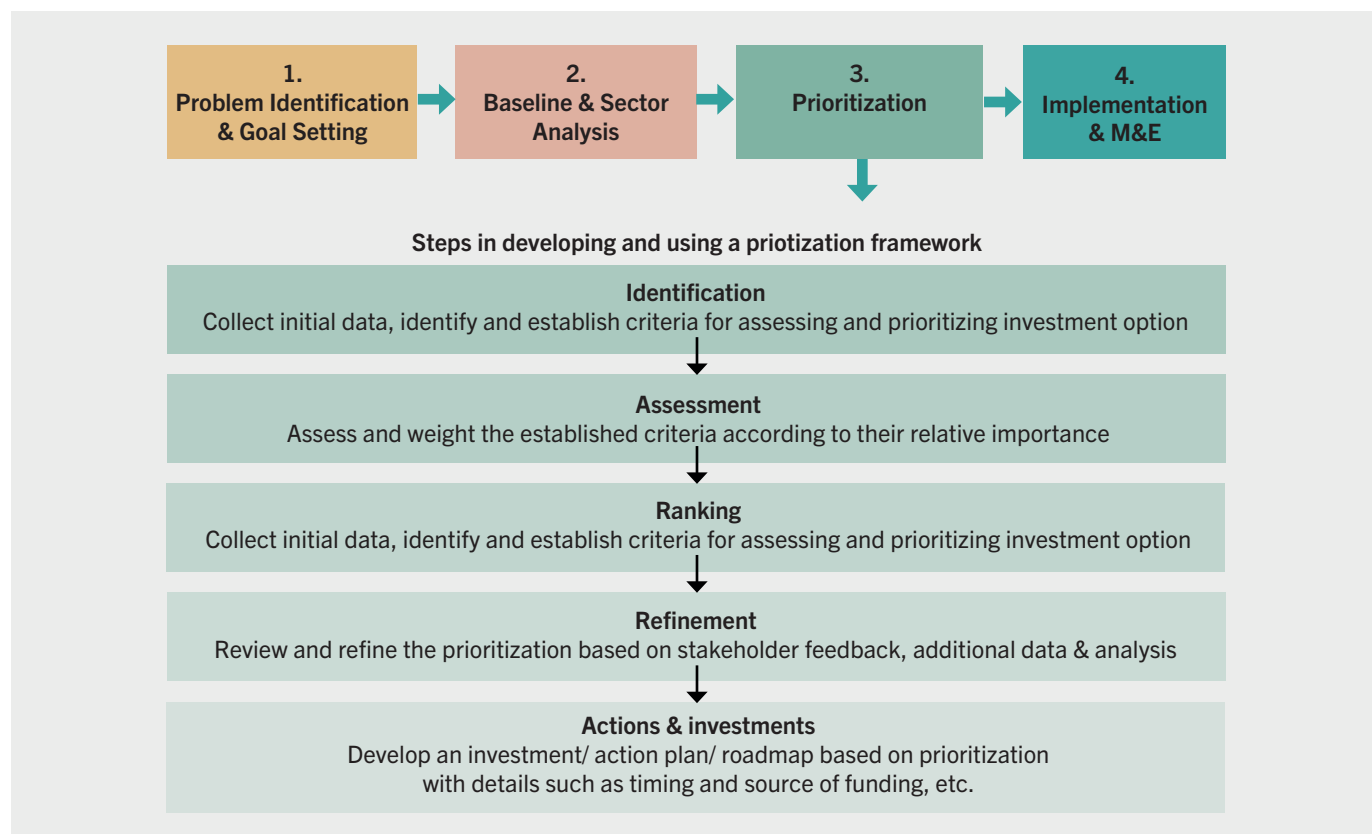 1.
Problem Identification
& Goal Setting
2.
Baseline & Sector
Analysis
3.
Prioritization
4.
Implementation
& M&E
Steps in developing and using a priotization framework
Identification
Collect initial data, identify and establish criteria for assessing and prioritizing investment option
Assessment
Assess and weight the established criteria according to their relative importance
Ranking
Collect initial data, identify and establish criteria for assessing and prioritizing investment option
Refinement
Review and refine the prioritization based on stakeholder feedback, additional data & analysis
Actions & investments
Develop an investment/ action plan/ roadmap based on prioritization
with details such as timing and source of funding, etc.